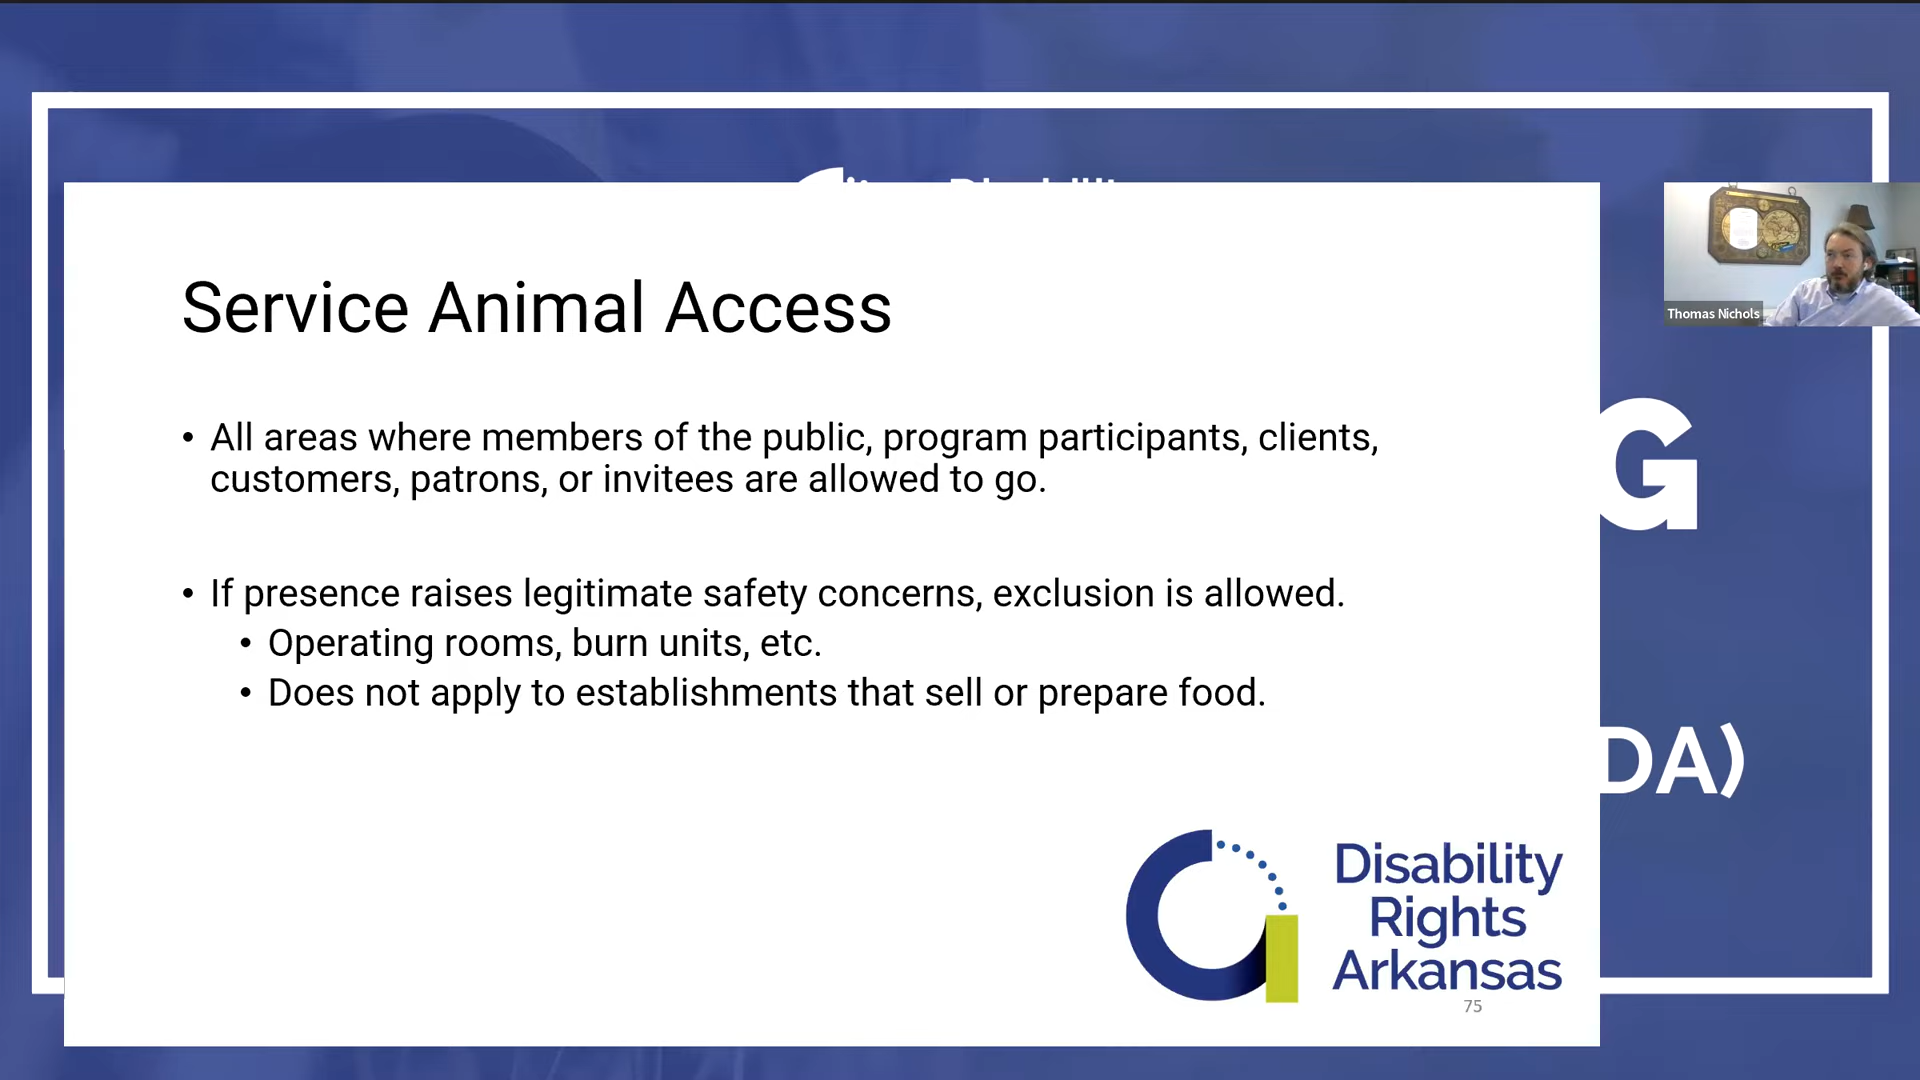 Service Animal Access
Thomas Nichols
• All areas where members of the public, program participants, clients,
customers, patrons, or invitees are allowed to go.
G
• If presence raises legitimate safety concerns, exclusion is allowed.
• Operating rooms, burn units, etc.
• Does not apply to establishments that sell or prepare food.
DA)
Disability
Rights
Arkansas
75